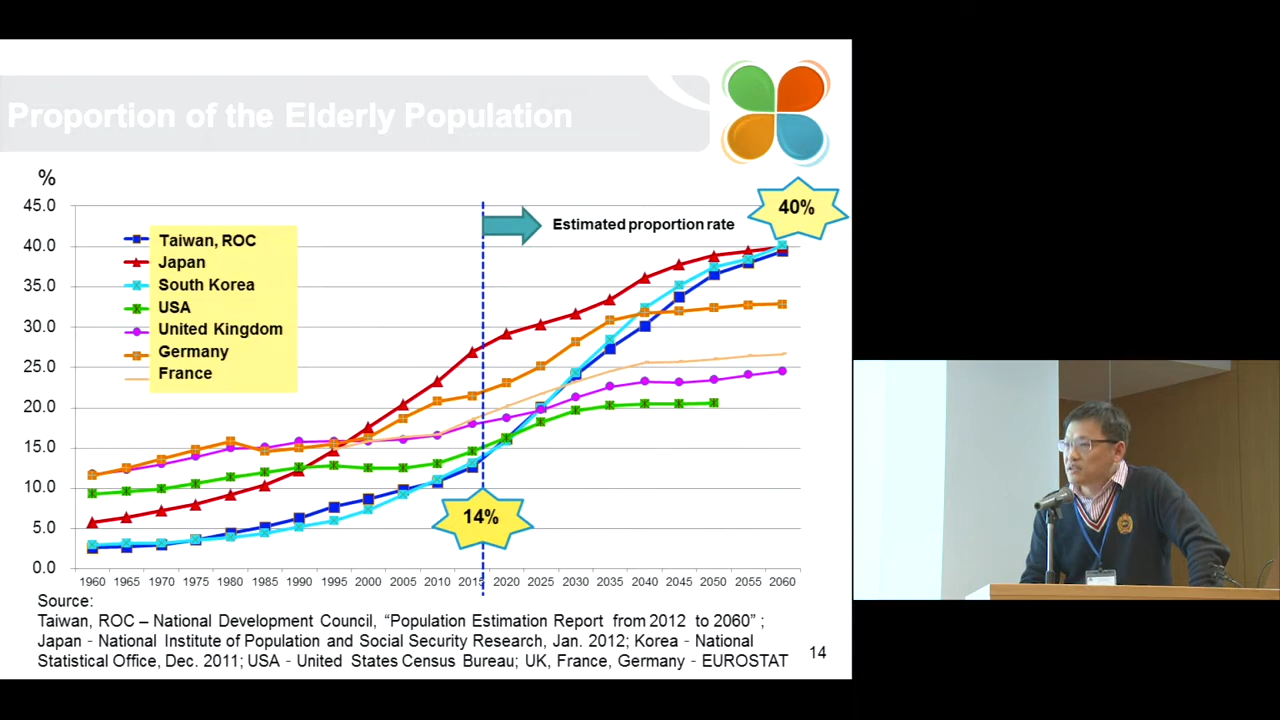 Proportion of the Elderly Population
%
45.0
40.0
35.0
30.0
25.0
20.0
15.0
10.0
5.0
0.0
Taiwan, ROC
Japan
South Korea
USA
United Kingdom
Germany
France
Estimated proportion rate
40%
14%
1960 1965 1970 1975 1980 1985 1990 1995 2000 2005 2010 2015 2020 2025 2030 2035 2040 2045 2050 2055 2060
Source:
Taiwan, ROC – National Development Council, “Population Estimation Report from 2012 to 2060” ;
Japan - National Institute of Population and Social Security Research, Jan. 2012; Korea - National
Statistical Office, Dec. 2011; USA - United States Census Bureau; UK, France, Germany - EUROSTAT
14